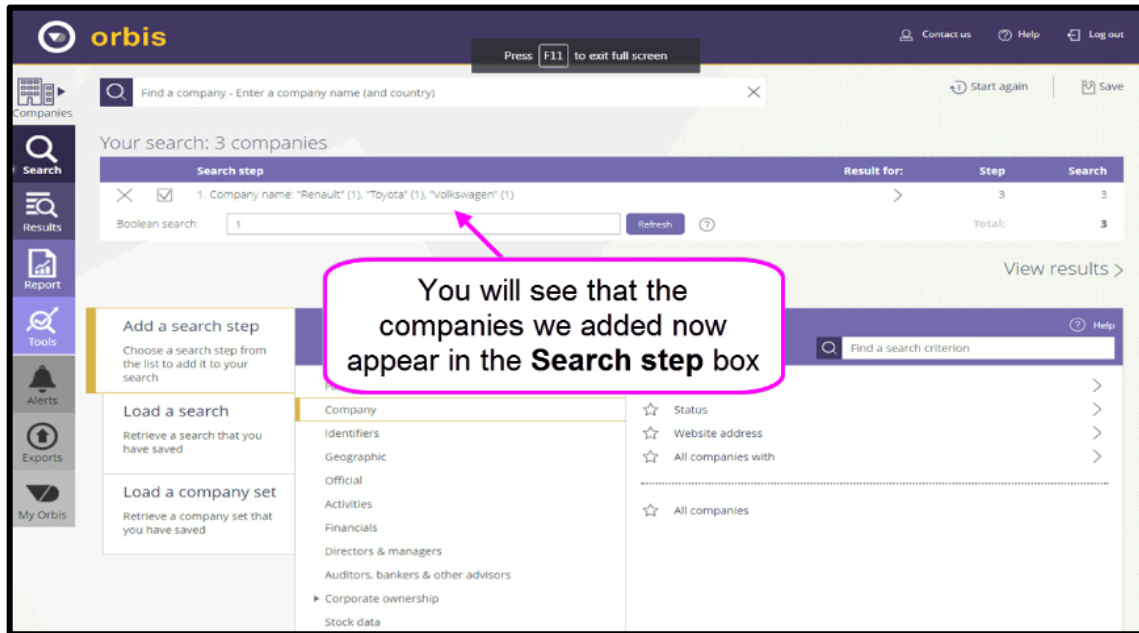 orbis
Contact us
Help
Log out
Press F11 to exit full screen
Companies
Find a company - Enter a company name (and country)
Start again
Save
Your search: 3 companies
Search
Search step
Result for:
Step
Search
1. Company name: "Renault" (1), "Toyota" (1), "Volkswagen" (1)
3
3
Results
Boolean search:
1
Refresh
Total:
3
View results >
Report
You will see that the
companies we added now
appear in the Search step box
Tools
Add a search step
Choose a search step from
the list to add it to your
search
Help
Find a search criterion
Alerts
Load a search
Retrieve a search that you
have saved
Exports
Load a company set
Retrieve a company set that
you have saved
My Orbis
Company
Identifiers
Geographic
Official
Activities
Financials
Directors & managers
Auditors, bankers & other advisors
Corporate ownership
Stock data
Status
Website address
All companies with
All companies